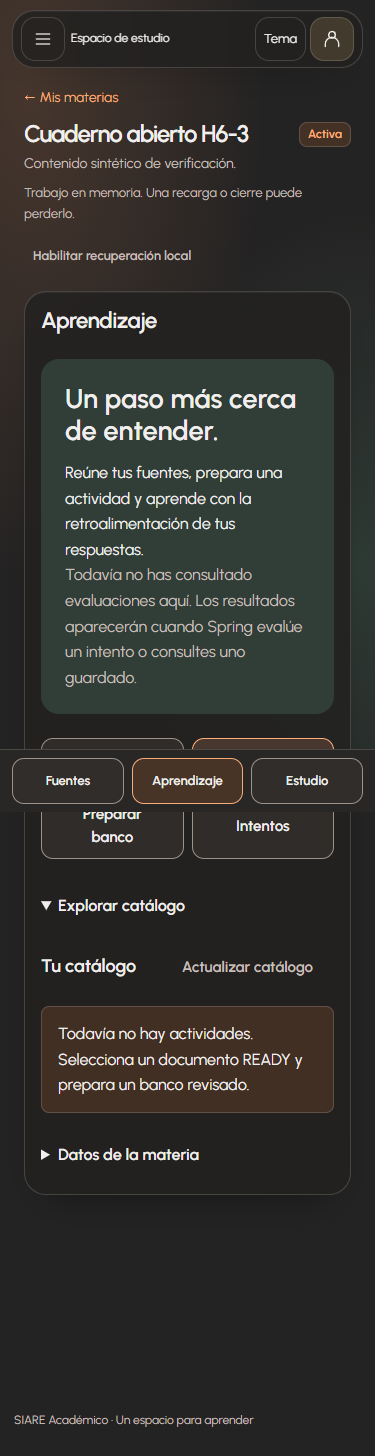 Espacio de estudio
Tema
← Mis materias
Cuaderno abierto H6-3
Activa
Contenido sintético de verificación.
Trabajo en memoria. Una recarga o cierre puede
perderlo.
Habilitar recuperación local
Aprendizaje
Un paso más cerca
de entender.
Reúne tus fuentes, prepara una
actividad y aprende con la
retroalimentación de tus
respuestas.
Todavía no has consultado
evaluaciones aquí. Los resultados
aparecerán cuando Spring evalúe
un intento o consultes uno
guardado.
Fuentes
Aprendizaje
Estudio
Preparar
banco
Intentos
▼ Explorar catálogo
Tu catálogo
Actualizar catálogo
Todavía no hay actividades.
Selecciona un documento READY y
prepara un banco revisado.
▶ Datos de la materia
SIARE Académico · Un espacio para aprender